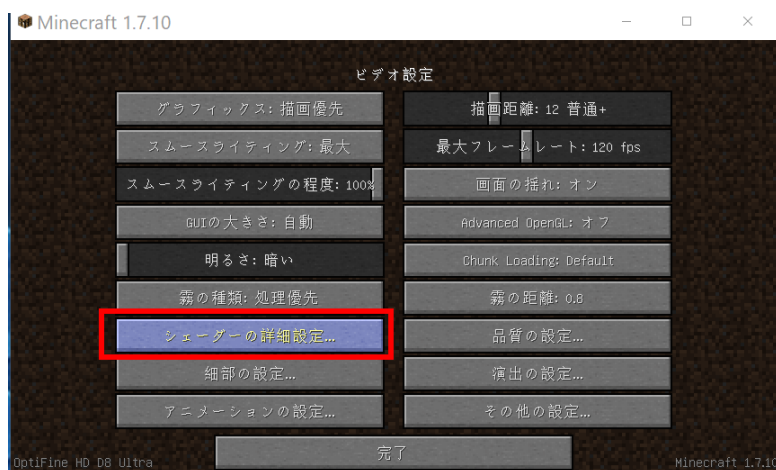 Minecraft 1.7.10
ビデオ設定
グラフィックス: 描画優先
描画距離: 12 普通+
スムースライティング: 最大
最大フレームレート: 120 fps
スムースライティングの程度: 100%
画面の揺れ: オン
GUIの大きさ: 自動
Advanced OpenGL: オフ
明るさ: 暗い
Chunk Loading: Default
霧の種類: 処理優先
霧の距離: 0.8
シェーダーの詳細設定...
品質の設定...
細部の設定...
演出の設定...
アニメーションの設定...
その他の設定...
完了
OptiFine HD D8 Ultra
Minecraft 1.7.10